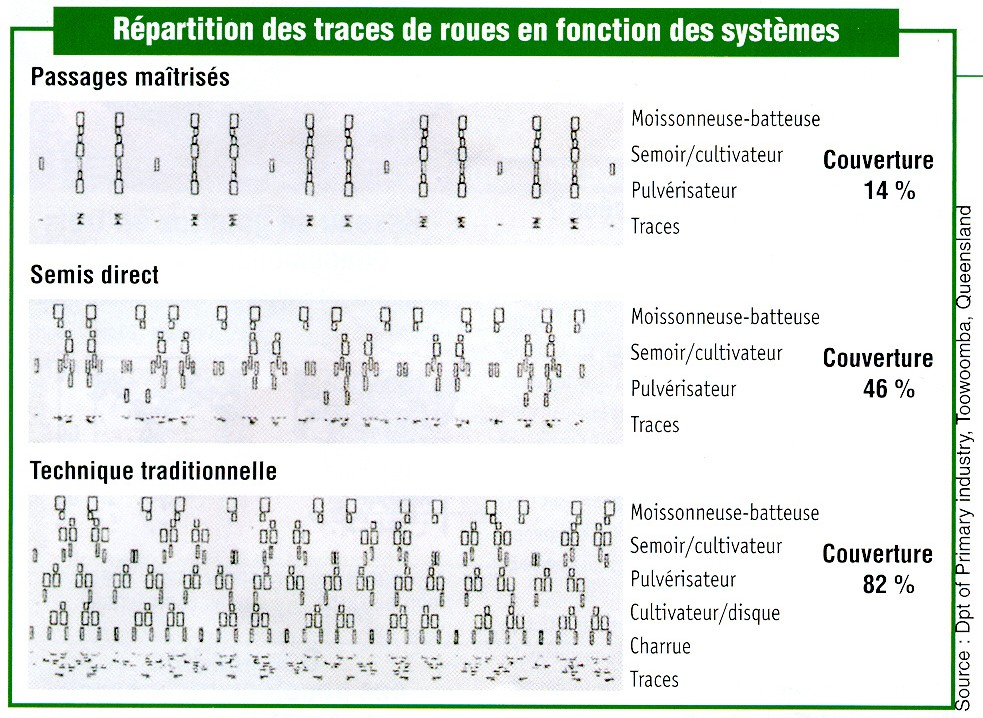 Répartition des traces de roues en fonction des systèmes
Passages maîtrisés
Moissonneuse-batteuse
Semoir/cultivateur
Pulvérisateur
Traces
Couverture
14 %
Semis direct
Moissonneuse-batteuse
Semoir/cultivateur
Pulvérisateur
Traces
Couverture
46 %
Technique traditionnelle
Moissonneuse-batteuse
Semoir/cultivateur
Pulvérisateur
Cultivateur/disque
Charrue
Traces
Couverture
82 %
Source : Dpt of Primary industry, Toowoomba, Queensland